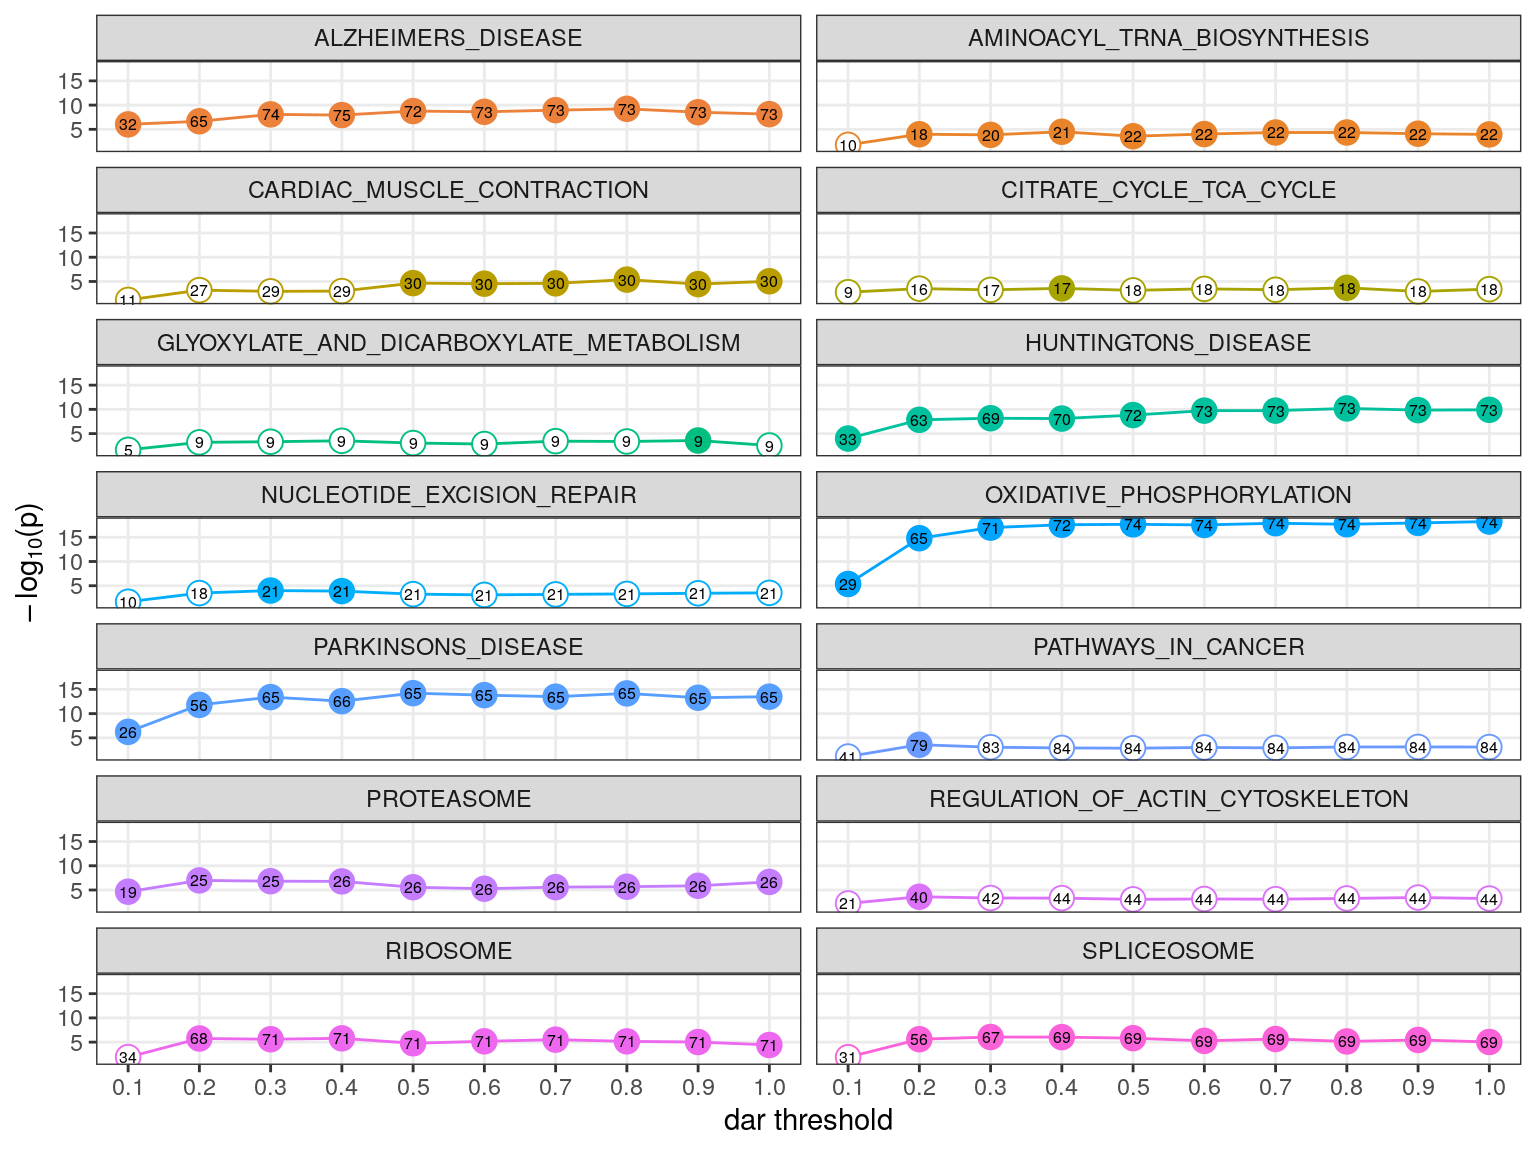 ALZHEIMERS_DISEASE AMINOACYL_TRNA_BIOSYNTHESIS
15
10
5
32 65 74 75 72 73 73 73 73 73
10 18 20 21 22 22 22 22 22 22
CARDIAC_MUSCLE_CONTRACTION CITRATE_CYCLE_TCA_CYCLE
15
10
5
11 27 29 29 30 30 30 30 30 30
9 16 17 17 18 18 18 18 18 18
GLYOXYLATE_AND_DICARBOXYLATE_METABOLISM HUNTINGTONS_DISEASE
15
10
5
5 9 9 9 9 9 9 9 9 9
33 63 69 70 72 73 73 73 73 73
NUCLEOTIDE_EXCISION_REPAIR OXIDATIVE_PHOSPHORYLATION
15
10
5
10 18 21 21 21 21 21 21 21 21
29 65 71 72 74 74 74 74 74 74
PARKINSONS_DISEASE PATHWAYS_IN_CANCER
15
10
5
26 56 65 66 65 65 65 65 65 65
41 79 83 84 84 84 84 84 84 84
PROTEASOME REGULATION_OF_ACTIN_CYTOSKELETON
15
10
5
19 25 25 26 26 26 26 26 26 26
21 40 42 44 44 44 44 44 44 44
RIBOSOME SPLICEOSOME
15
10
5
34 68 71 71 71 71 71 71 71 71
31 56 67 69 69 69 69 69 69 69
0.1 0.2 0.3 0.4 0.5 0.6 0.7 0.8 0.9 1.0 0.1 0.2 0.3 0.4 0.5 0.6 0.7 0.8 0.9 1.0
dar threshold
− log₁₀(p)